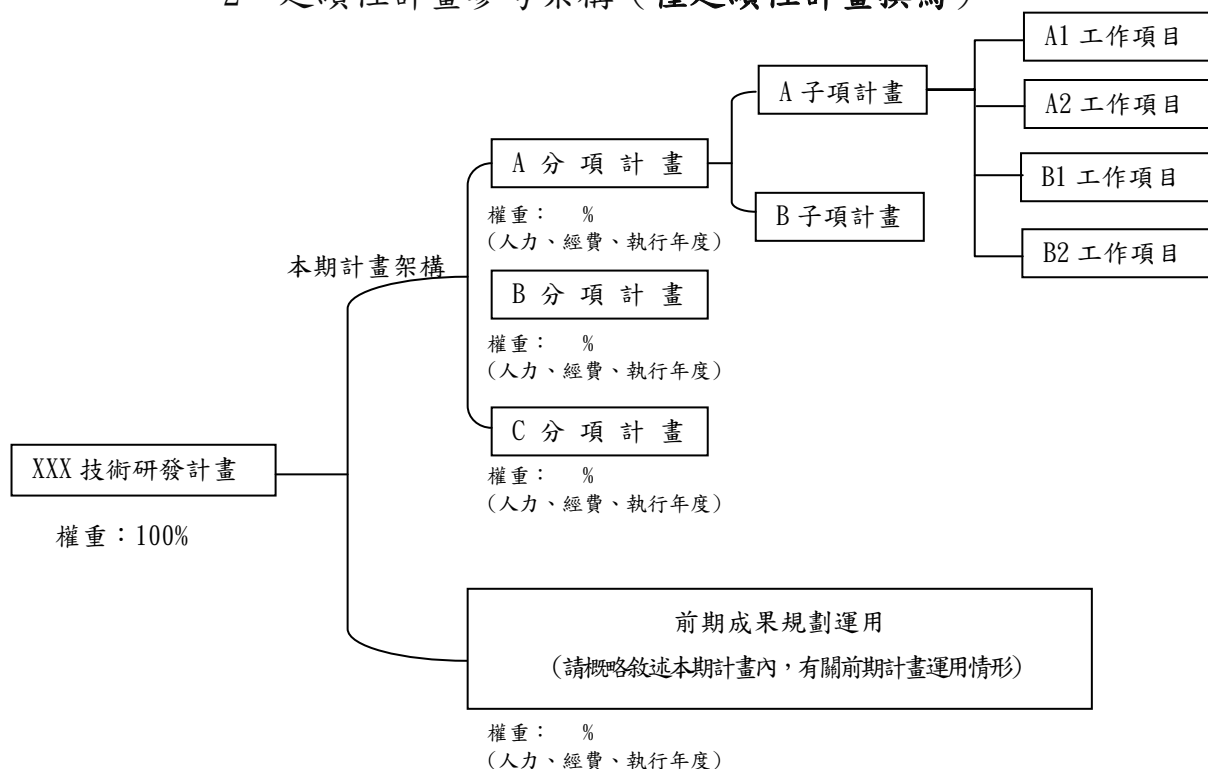 A1 工作項目
A 子項計畫
A2 工作項目
A 分 項 計 畫
B1 工作項目
權重： %
(人力、經費、執行年度)
B 子項計畫
B2 工作項目
本期計畫架構
B 分 項 計 畫
權重： %
(人力、經費、執行年度)
C 分 項 計 畫
XXX 技術研發計畫
權重： %
(人力、經費、執行年度)
權重：100%
前期成果規劃運用
(請概略敘述本期計畫內，有關前期計畫運用情形)
權重： %
(人力、經費、執行年度)